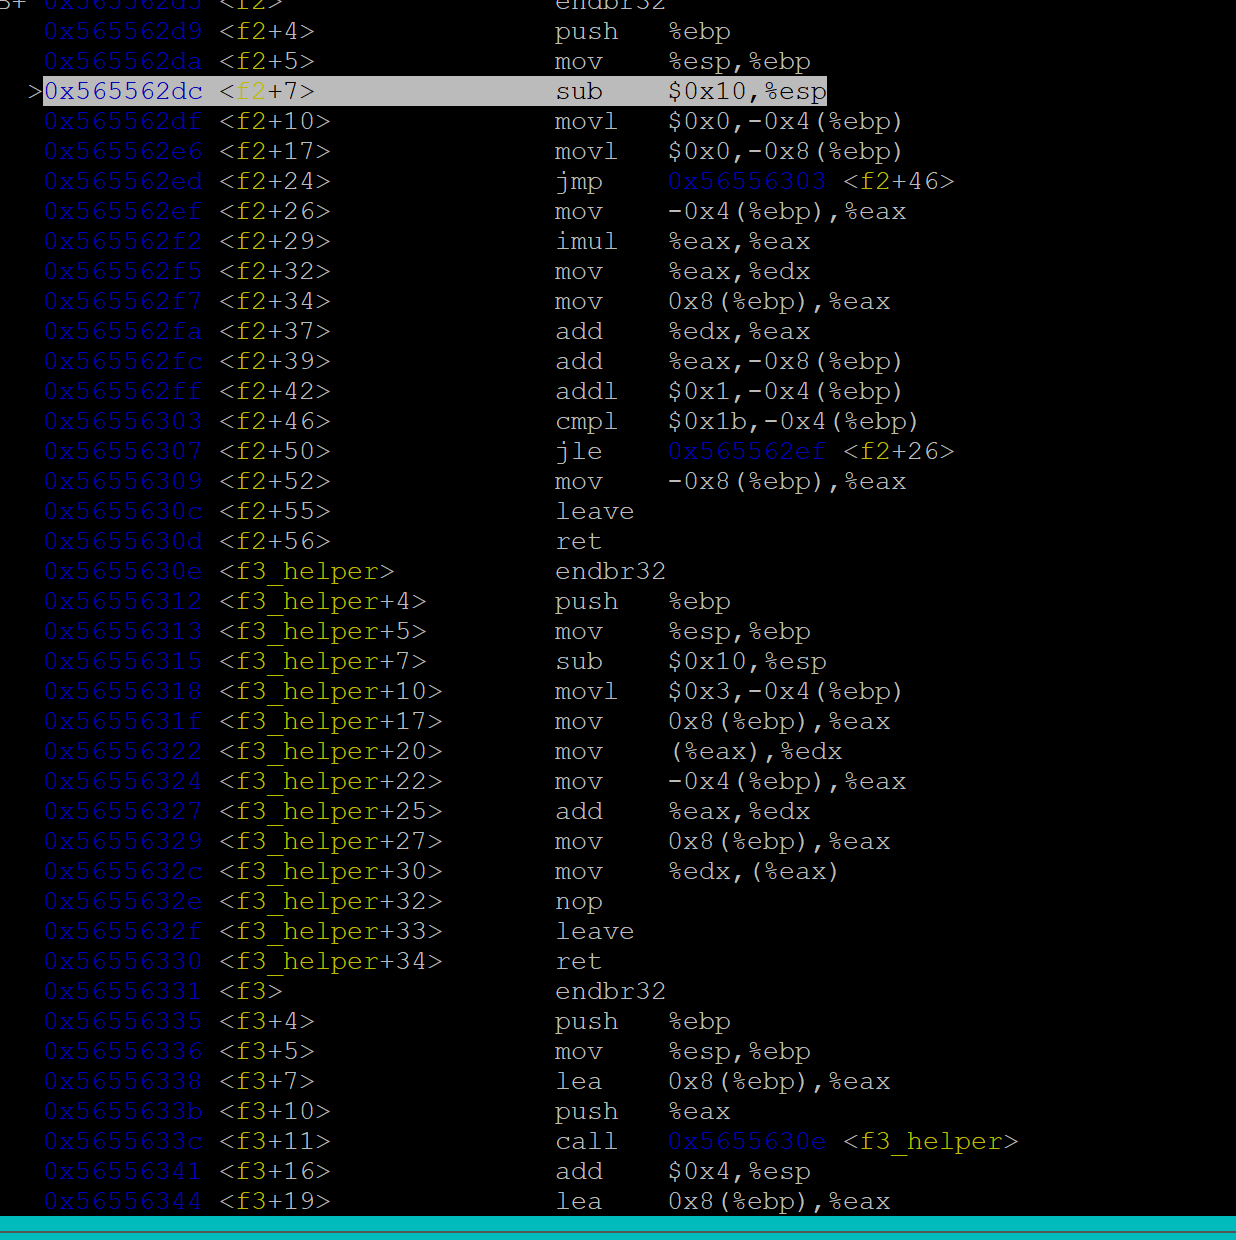 B+ 0x565562d5 <f2> endbr32
0x565562d9 <f2+4> push %ebp
0x565562da <f2+5> mov %esp,%ebp
>0x565562dc <f2+7> sub $0x10,%esp
0x565562df <f2+10> movl $0x0,-0x4(%ebp)
0x565562e6 <f2+17> movl $0x0,-0x8(%ebp)
0x565562ed <f2+24> jmp 0x56556303 <f2+46>
0x565562ef <f2+26> mov -0x4(%ebp),%eax
0x565562f2 <f2+29> imul %eax,%eax
0x565562f5 <f2+32> mov %eax,%edx
0x565562f7 <f2+34> mov 0x8(%ebp),%eax
0x565562fa <f2+37> add %edx,%eax
0x565562fc <f2+39> add %eax,-0x8(%ebp)
0x565562ff <f2+42> addl $0x1,-0x4(%ebp)
0x56556303 <f2+46> cmpl $0x1b,-0x4(%ebp)
0x56556307 <f2+50> jle 0x565562ef <f2+26>
0x56556309 <f2+52> mov -0x8(%ebp),%eax
0x5655630c <f2+55> leave
0x5655630d <f2+56> ret
0x5655630e <f3_helper> endbr32
0x56556312 <f3_helper+4> push %ebp
0x56556313 <f3_helper+5> mov %esp,%ebp
0x56556315 <f3_helper+7> sub $0x10,%esp
0x56556318 <f3_helper+10> movl $0x3,-0x4(%ebp)
0x5655631f <f3_helper+17> mov 0x8(%ebp),%eax
0x56556322 <f3_helper+20> mov (%eax),%edx
0x56556324 <f3_helper+22> mov -0x4(%ebp),%eax
0x56556327 <f3_helper+25> add %eax,%edx
0x56556329 <f3_helper+27> mov 0x8(%ebp),%eax
0x5655632c <f3_helper+30> mov %edx,(%eax)
0x5655632e <f3_helper+32> nop
0x5655632f <f3_helper+33> leave
0x56556330 <f3_helper+34> ret
0x56556331 <f3> endbr32
0x56556335 <f3+4> push %ebp
0x56556336 <f3+5> mov %esp,%ebp
0x56556338 <f3+7> lea 0x8(%ebp),%eax
0x5655633b <f3+10> push %eax
0x5655633c <f3+11> call 0x5655630e <f3_helper>
0x56556341 <f3+16> add $0x4,%esp
0x56556344 <f3+19> lea 0x8(%ebp),%eax